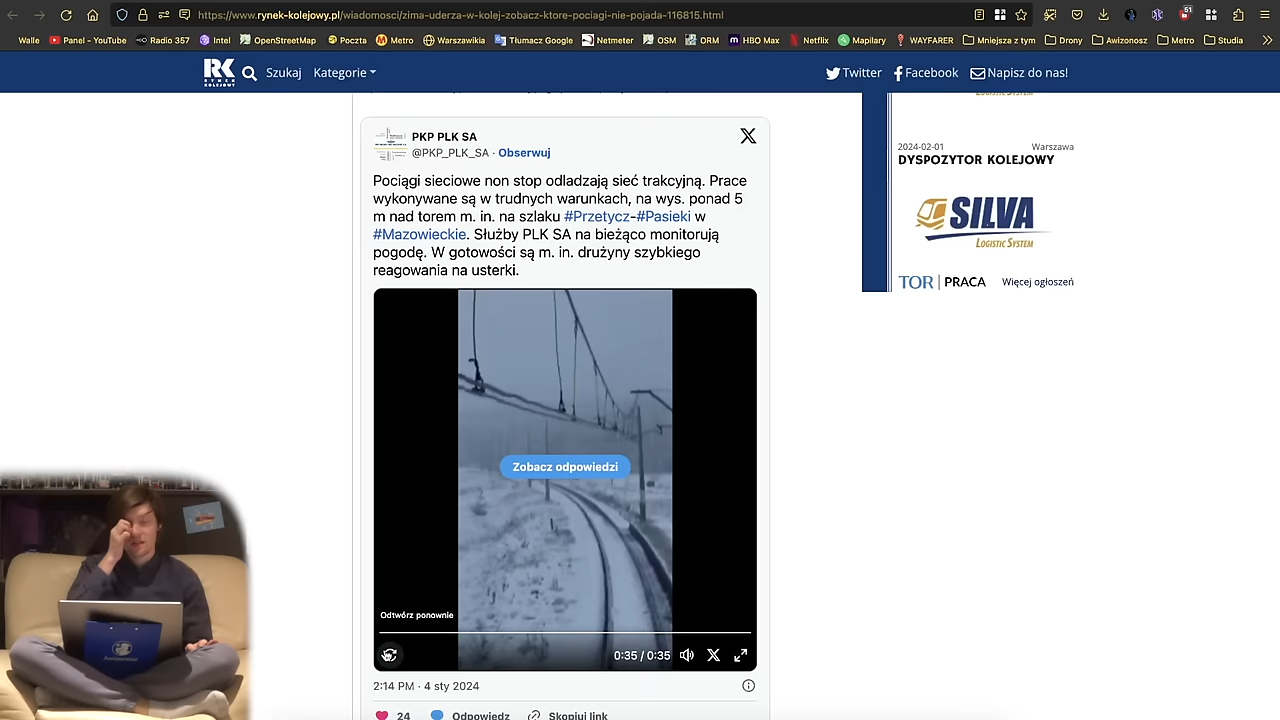 https://www.rynek-kolejowy.pl/wiadomosci/zima-uderza-w-kolej-zobacz-ktore-pociagi-nie-pojada-116815.html
51
Walle Panel - YouTube Radio 357 Intel OpenStreetMap Poczta Metro Warszawikia Tłumacz Google Netmeter OSM ORM HBO Max Netflix Mapilary WAYFARER Mniejsza z tym Drony Awizonosz Metro Studia
RK RYNEK KOLEJOWY Szukaj Kategorie Twitter Facebook Napisz do nas!
LOGISTIC SYSTEM
PKP PLK SA
@PKP_PLK_SA · Obserwuj
Pociągi sieciowe non stop odladzają sieć trakcyjną. Prace
wykonywane są w trudnych warunkach, na wys. ponad 5
m nad torem m. in. na szlaku #Przetycz-#Pasieki w
#Mazowieckie. Służby PLK SA na bieżąco monitorują
pogodę. W gotowości są m. in. drużyny szybkiego
reagowania na usterki.
Zobacz odpowiedzi
Odtwórz ponownie
0:35 / 0:35
2:14 PM · 4 sty 2024
24 Odpowiedz Skopiuj link
2024-02-01 Warszawa
DYSPOZYTOR KOLEJOWY
SILVA
LOGISTIC SYSTEM
TOR | PRACA Więcej ogłoszeń